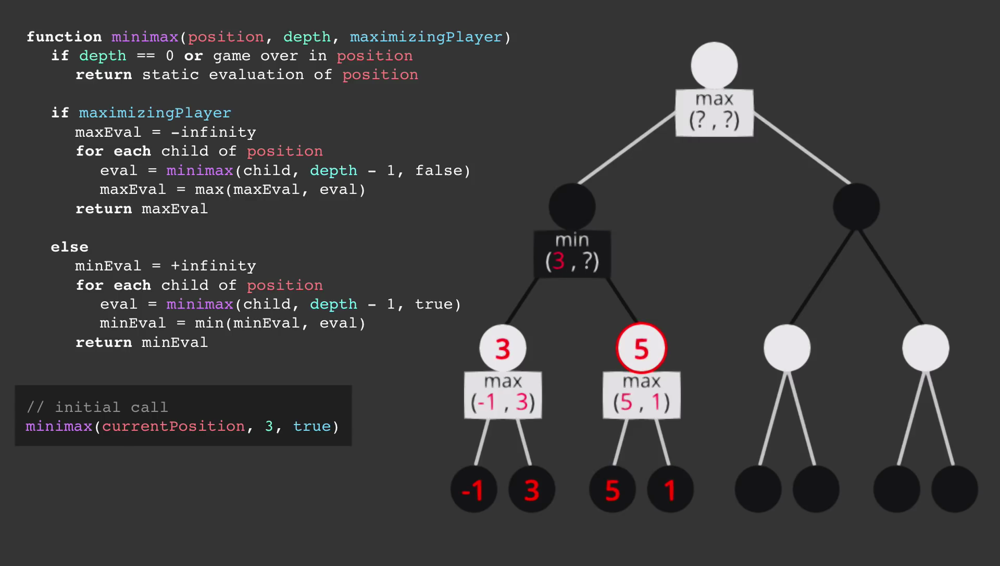 function minimax(position, depth, maximizingPlayer)
if depth == 0 or game over in position
return static evaluation of position
if maximizingPlayer
maxEval = -infinity
for each child of position
eval = minimax(child, depth - 1, false)
maxEval = max(maxEval, eval)
return maxEval
else
minEval = +infinity
for each child of position
eval = minimax(child, depth - 1, true)
minEval = min(minEval, eval)
return minEval
// initial call
minimax(currentPosition, 3, true)
max
(? , ?)
min
(3 , ?)
3
5
max
(-1 , 3)
max
(5 , 1)
-1
3
5
1